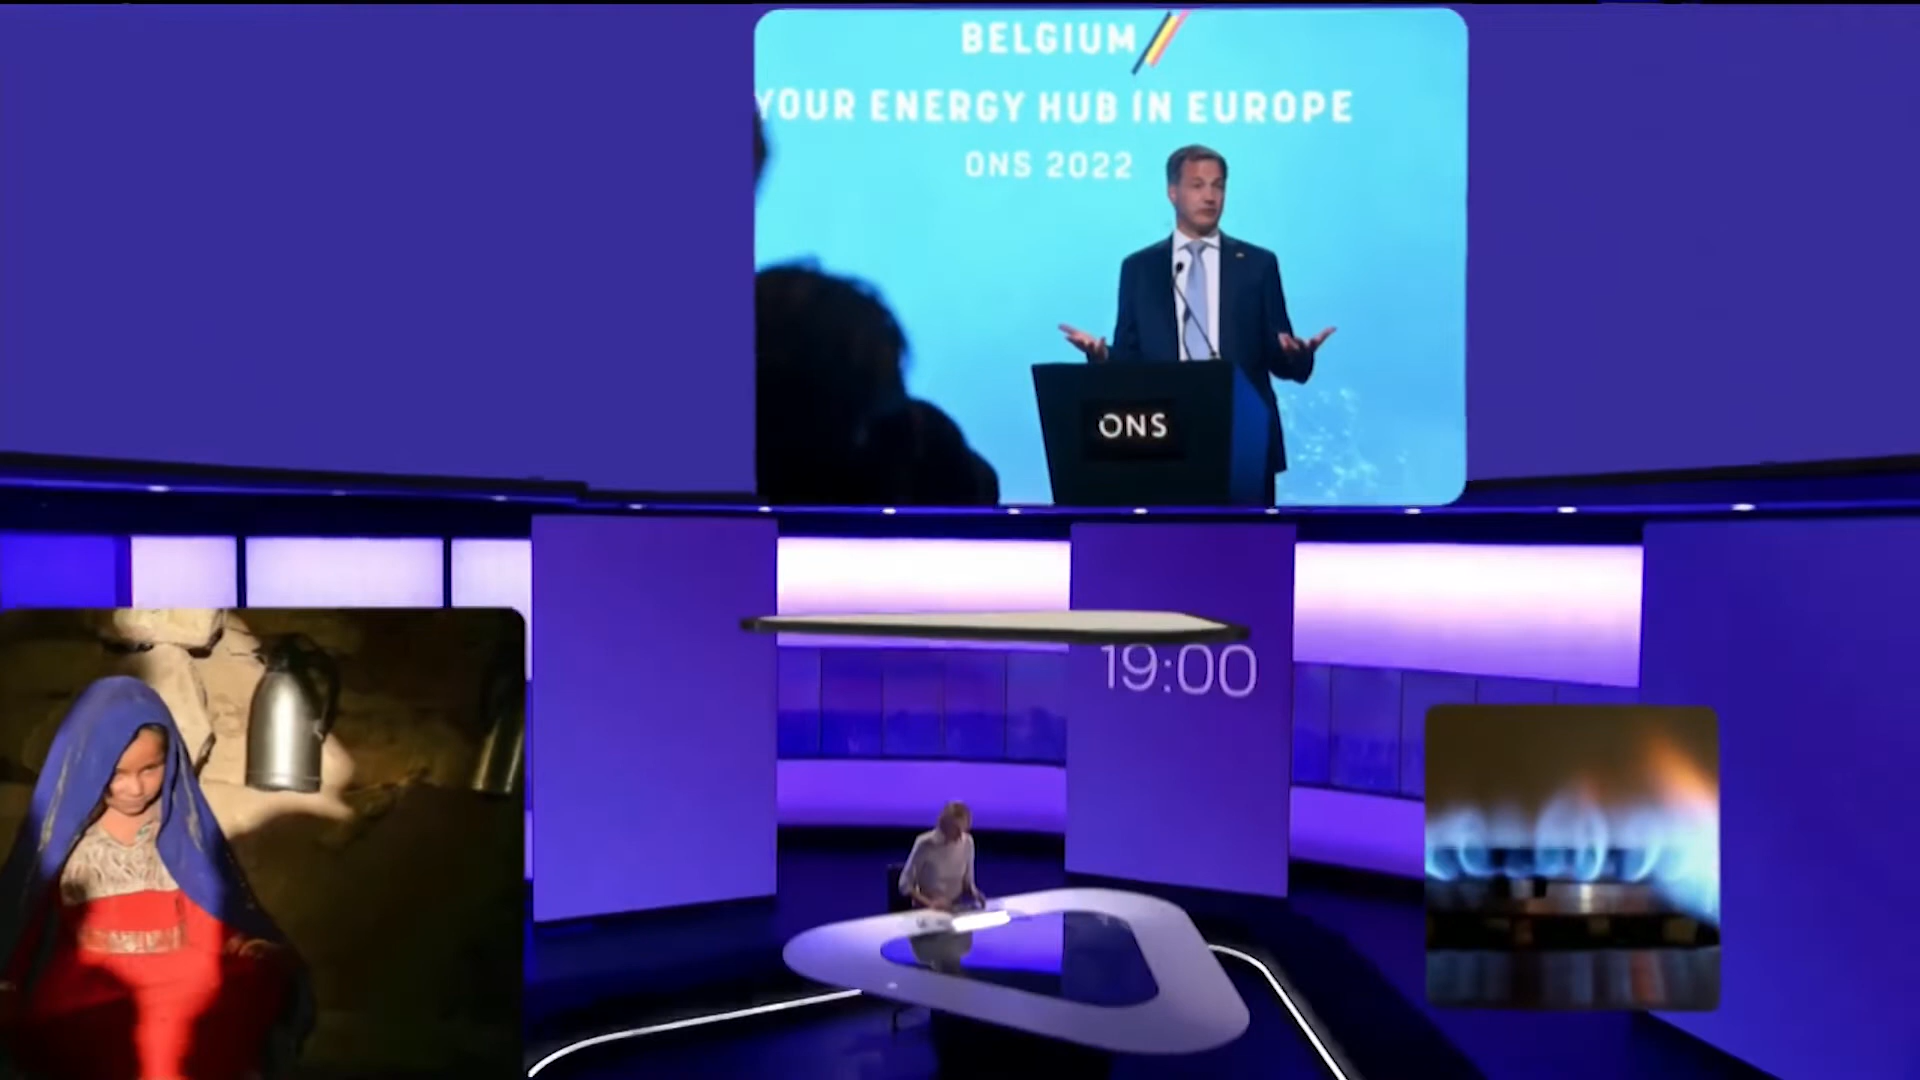 BELGIUM
YOUR ENERGY HUB IN EUROPE
ONS 2022
ONS
19:00